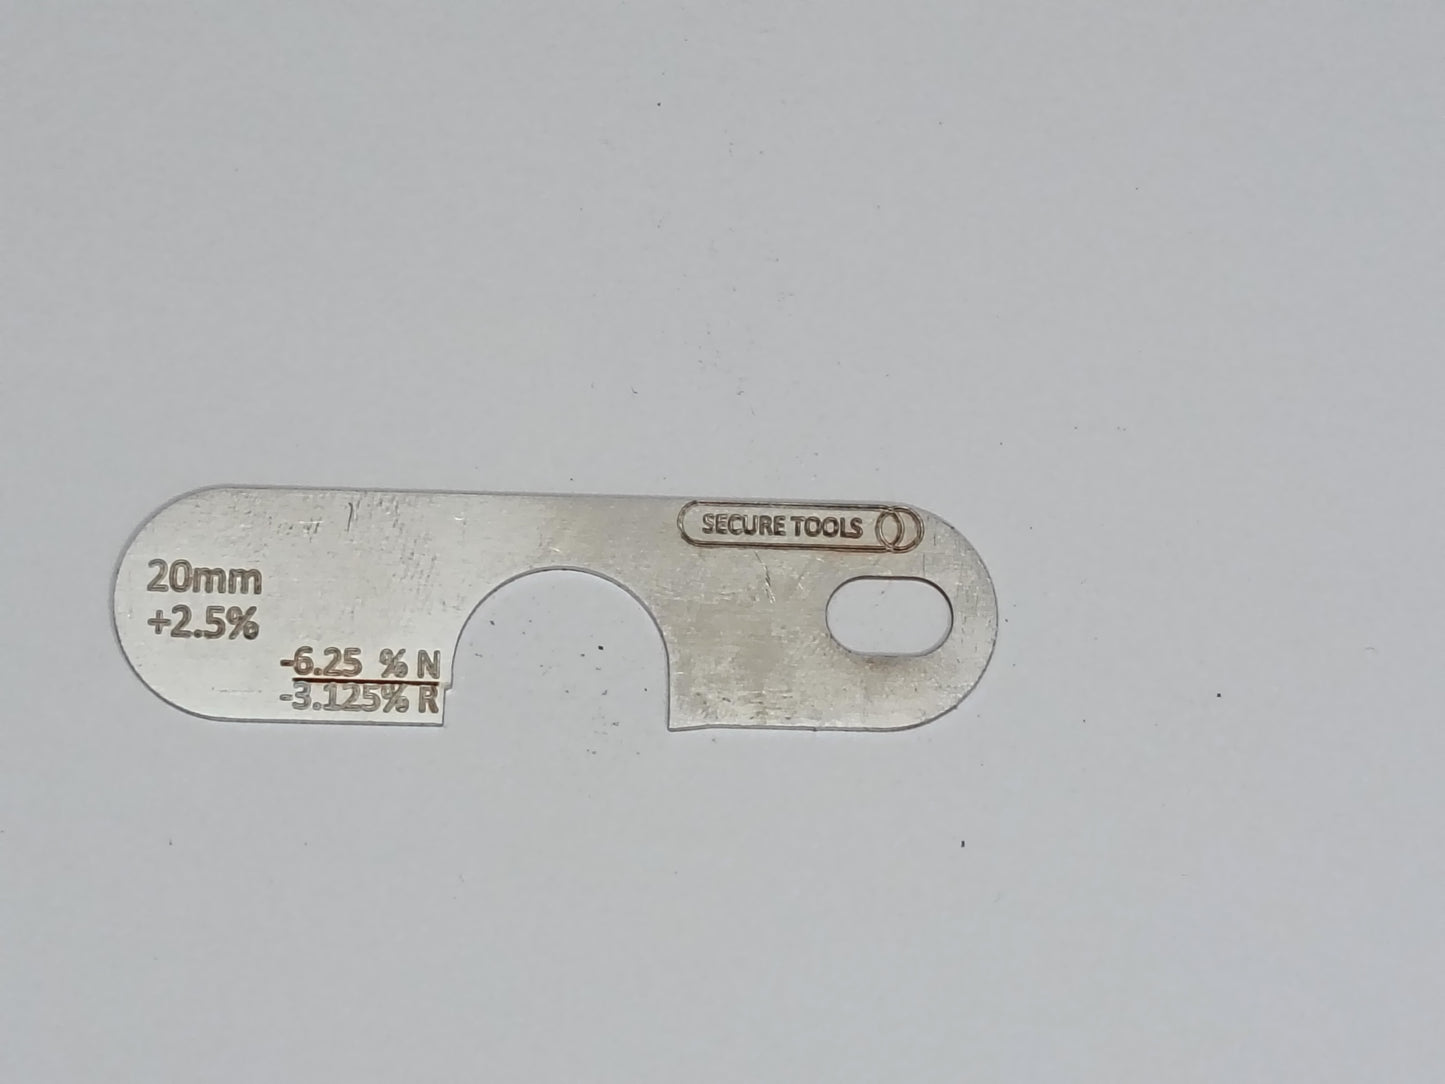 SECURE TOOLS
20mm
+2.5%
-6.25 % N
-3.125% R